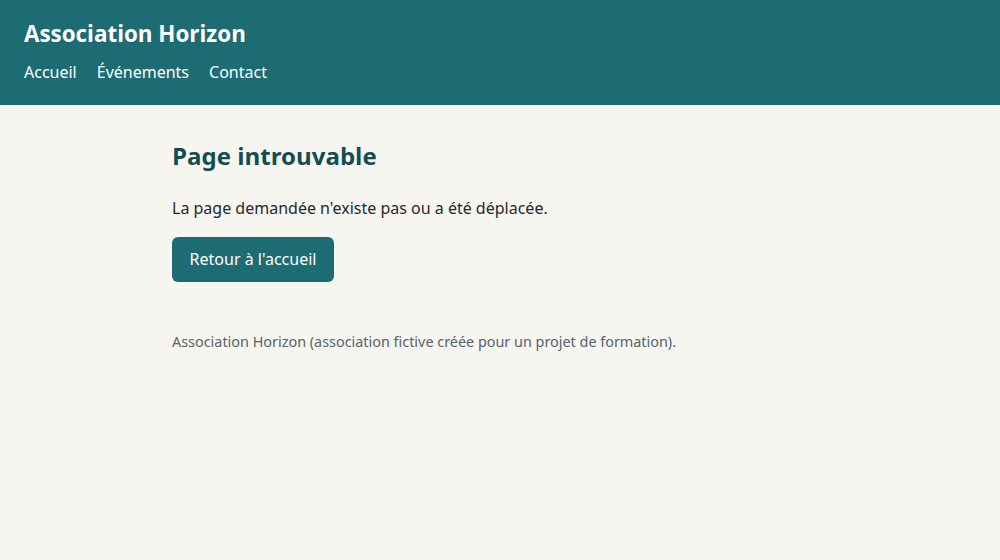 Association Horizon
Accueil Événements Contact
Page introuvable
La page demandée n'existe pas ou a été déplacée.
Retour à l'accueil
Association Horizon (association fictive créée pour un projet de formation).